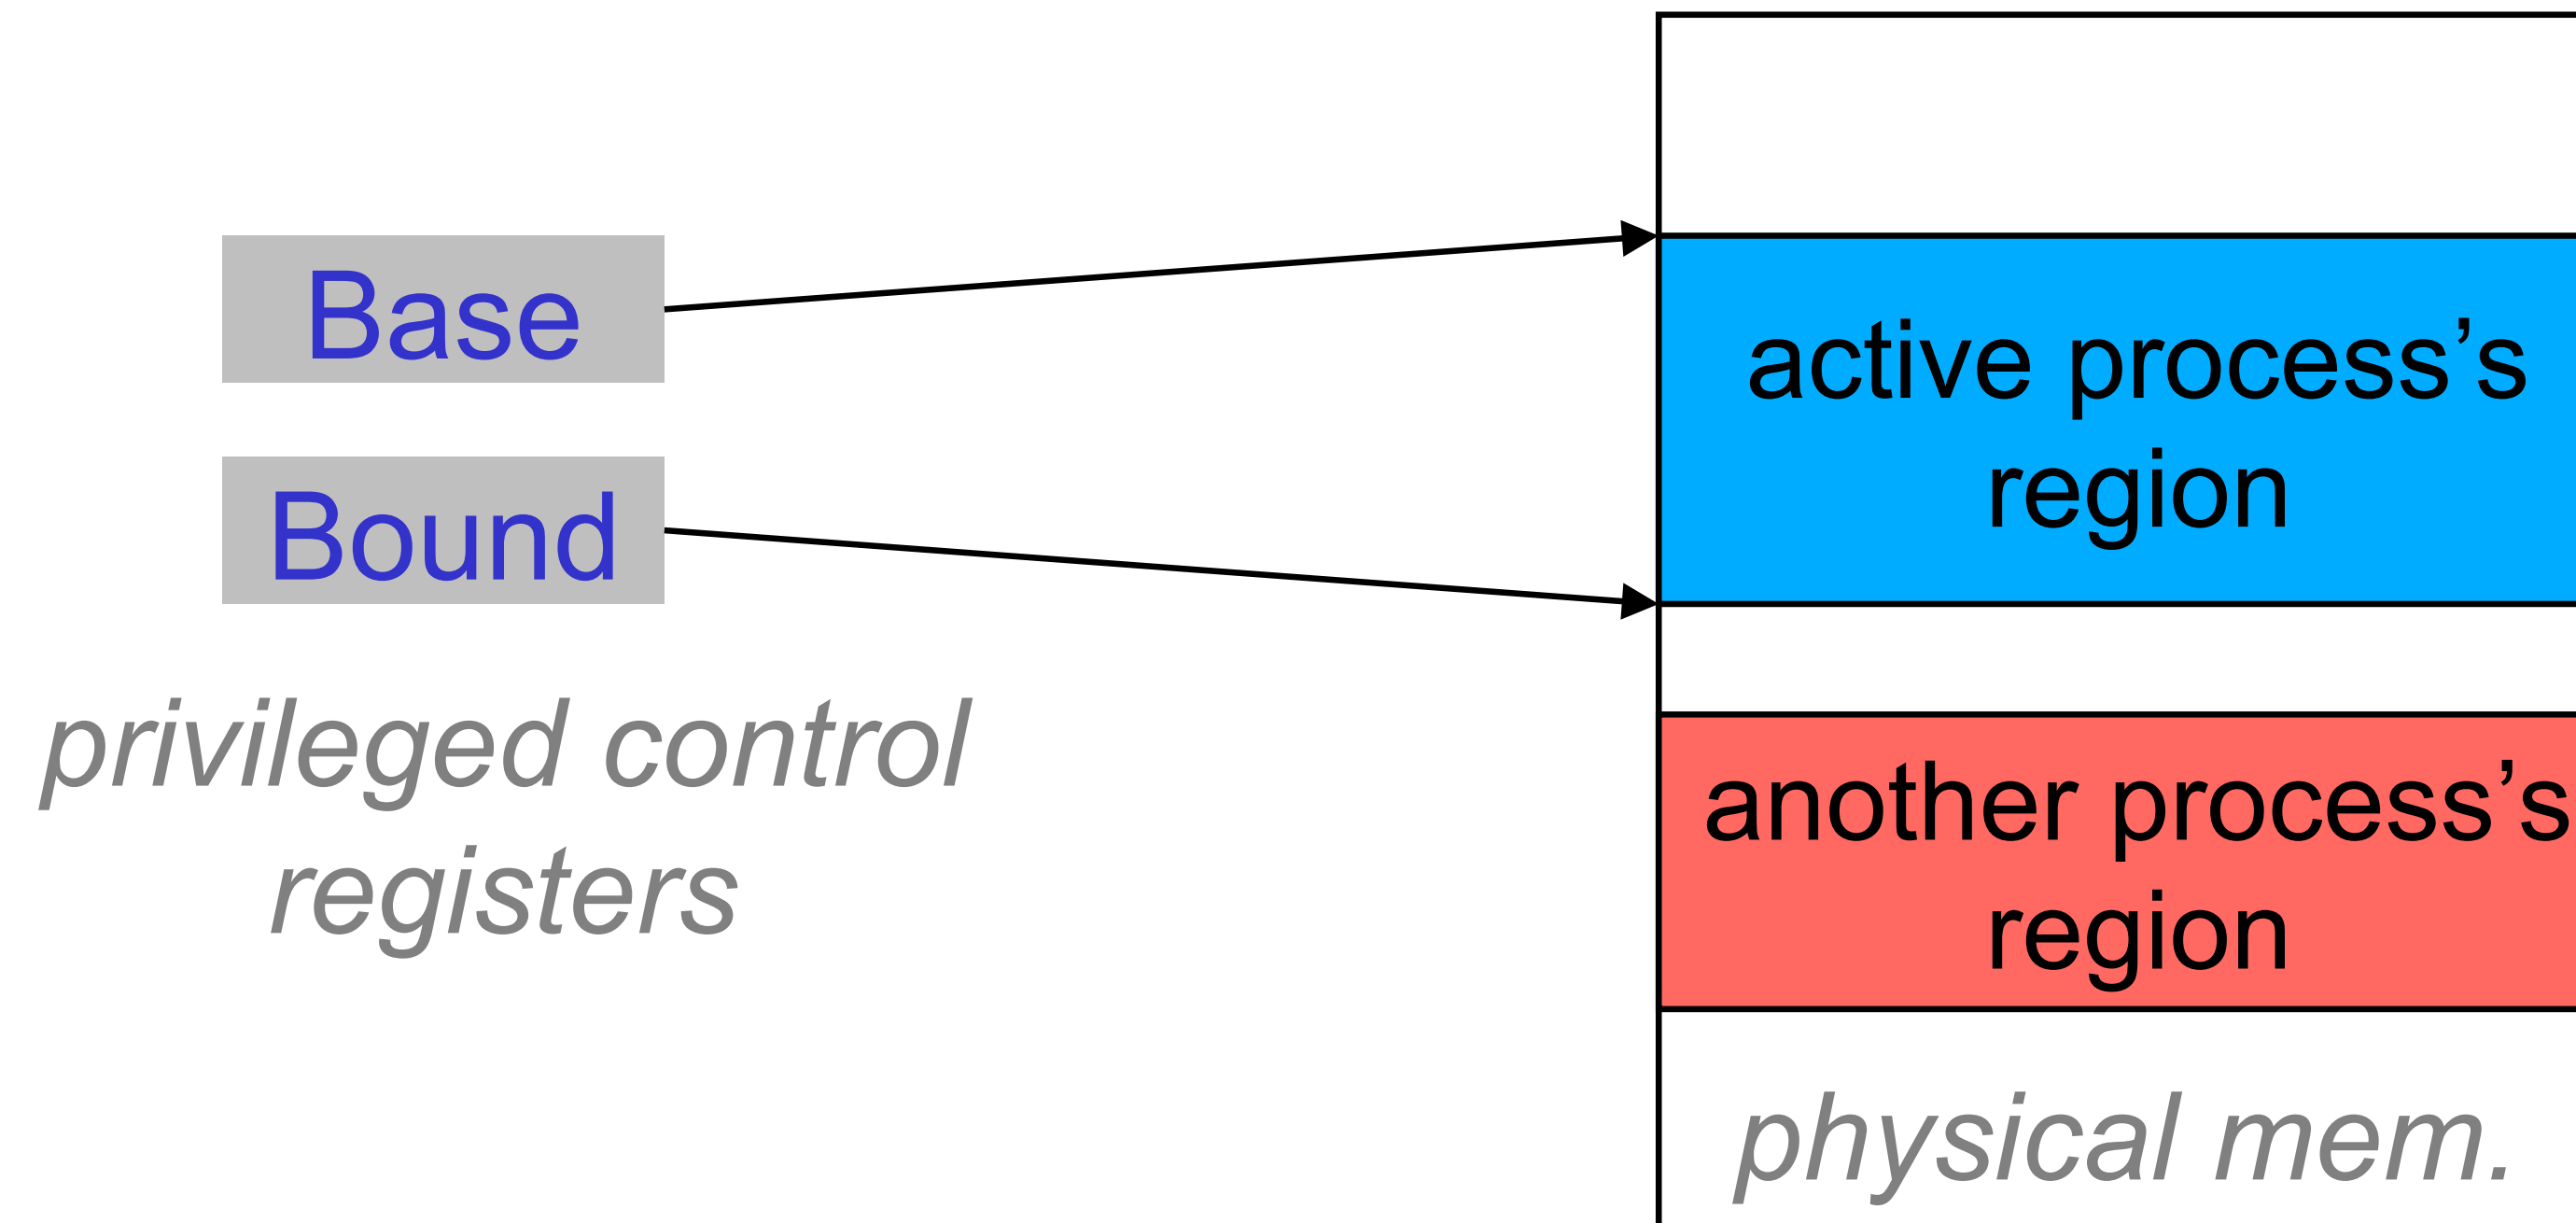 Base
Bound
privileged control
registers
active process’s
region
another process’s
region
physical mem.